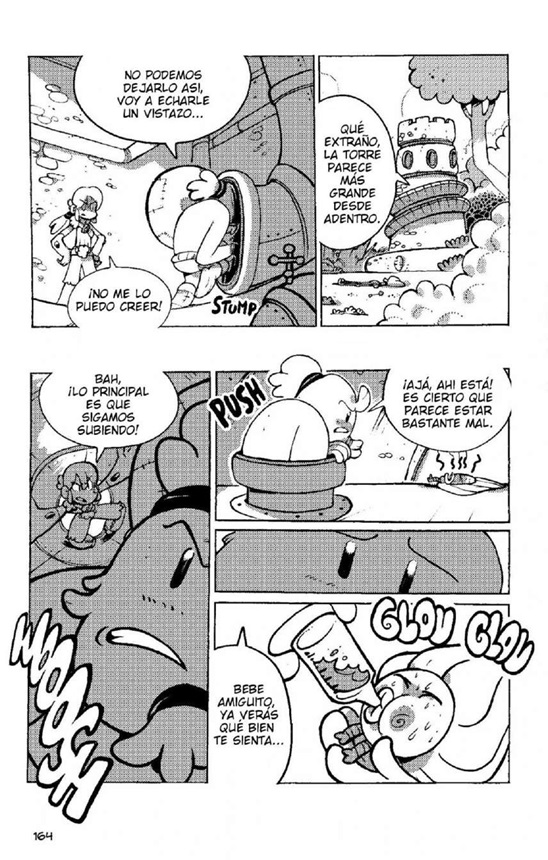 NO PODEMOS
DEJARLO ASI,
VOY A ECHARLE
UN VISTAZO...
¡NO ME LO
PUEDO CREER!
STUMP
QUÉ
EXTRAÑO,
LA TORRE
PARECE
MÁS
GRANDE
DESDE
ADENTRO.
BAH,
¡LO PRINCIPAL
ES QUE
SIGAMOS
SUBIENDO!
WOOOSH
PUSH
¡AJÁ, AHI ESTÁ!
ES CIERTO QUE
PARECE ESTAR
BASTANTE MAL.
GLOU GLOU
BEBE
AMIGUITO,
YA VERÁS
QUÉ BIEN
TE SIENTA...
164